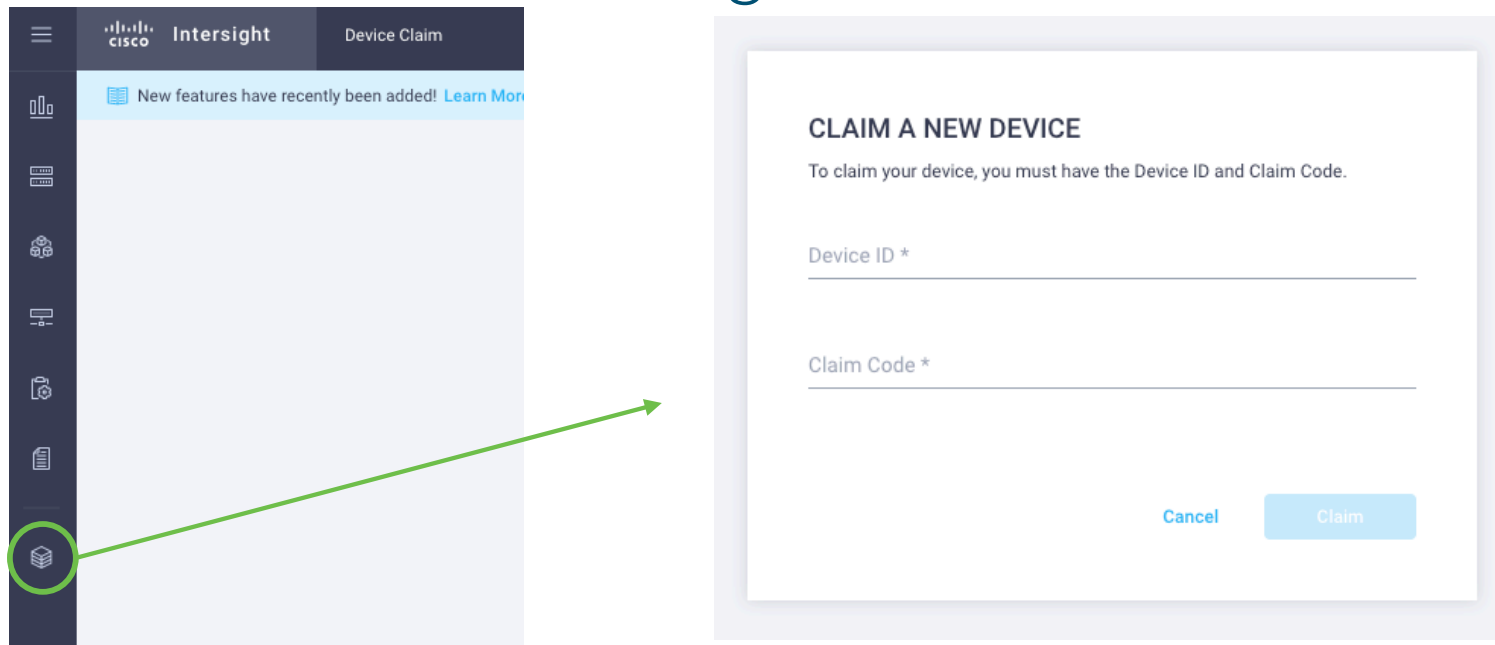 cisco Intersight Device Claim
New features have recently been added! Learn More
CLAIM A NEW DEVICE
To claim your device, you must have the Device ID and Claim Code.
Device ID *
Claim Code *
Cancel Claim